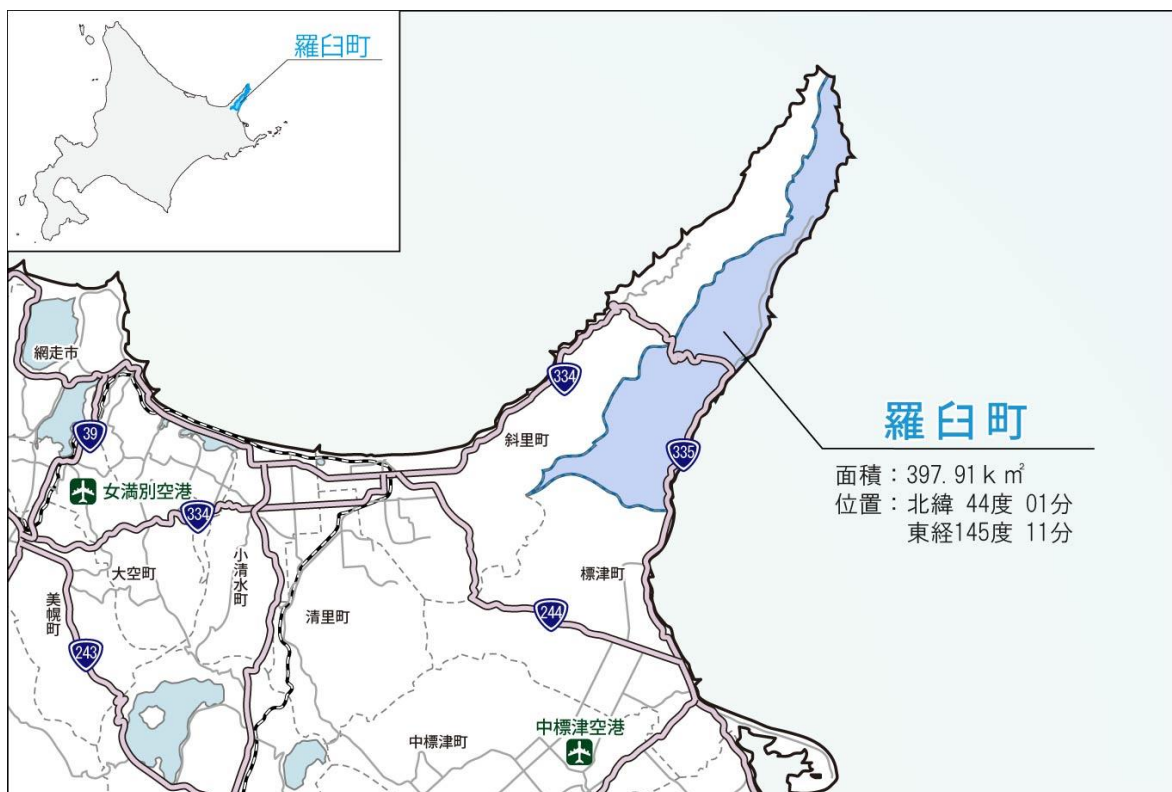 羅臼町
網走市
39
女満別空港
334
大空町
美幌町
243
小清水町
清里町
斜里町
334
335
羅臼町
面積：397.91ｋ㎡
位置：北緯 44度 01分
東経145度 11分
標津町
244
中標津町
中標津空港